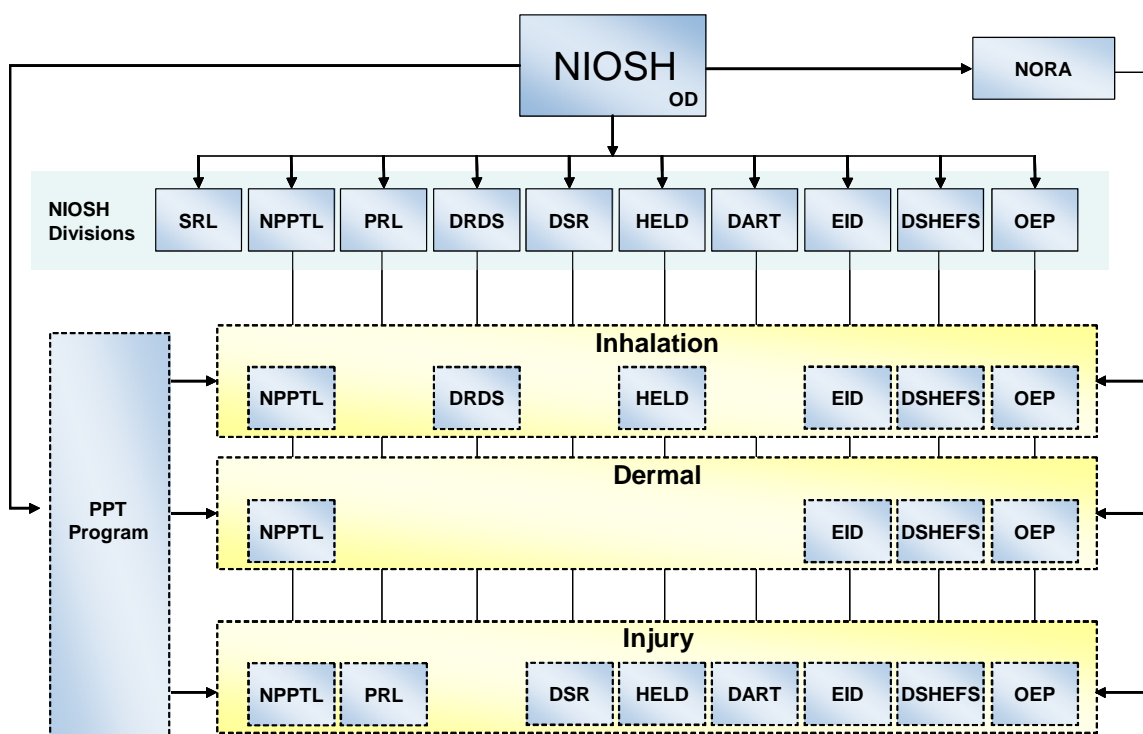 NIOSH
OD
NORA
NIOSH
Divisions
SRL NPPTL PRL DRDS DSR HELD DART EID DSHEFS OEP
Inhalation
NPPTL DRDS HELD EID DSHEFS OEP
Dermal
PPT
Program
NPPTL EID DSHEFS OEP
Injury
NPPTL PRL DSR HELD DART EID DSHEFS OEP